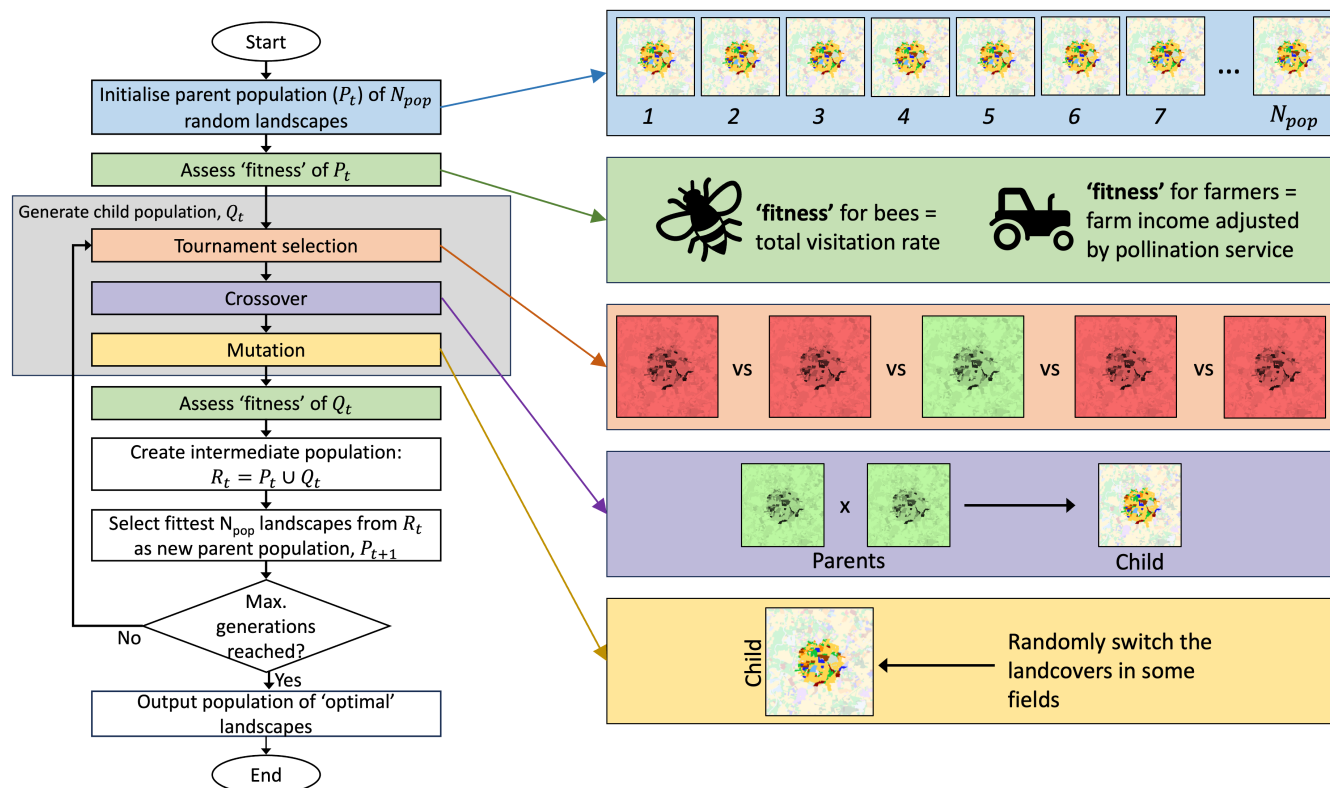 Start
Initialise parent population (𝑃𝑡) of 𝑁𝑝𝑜𝑝
random landscapes
Assess ‘fitness’ of 𝑃𝑡
Generate child population, 𝑄𝑡
Tournament selection
Crossover
Mutation
Assess ‘fitness’ of 𝑄𝑡
Create intermediate population:
𝑅𝑡 = 𝑃𝑡 ∪ 𝑄𝑡
Select fittest Npop landscapes from 𝑅𝑡
as new parent population, 𝑃𝑡+1
Max.
generations
reached?
No
Yes
Output population of ‘optimal’
landscapes
End
1 2 3 4 5 6 7 ... 𝑁𝑝𝑜𝑝
‘fitness’ for bees =
total visitation rate
‘fitness’ for farmers =
farm income adjusted
by pollination service
vs vs vs vs
x
Parents
Child
Child
Randomly switch the
landcovers in some
fields